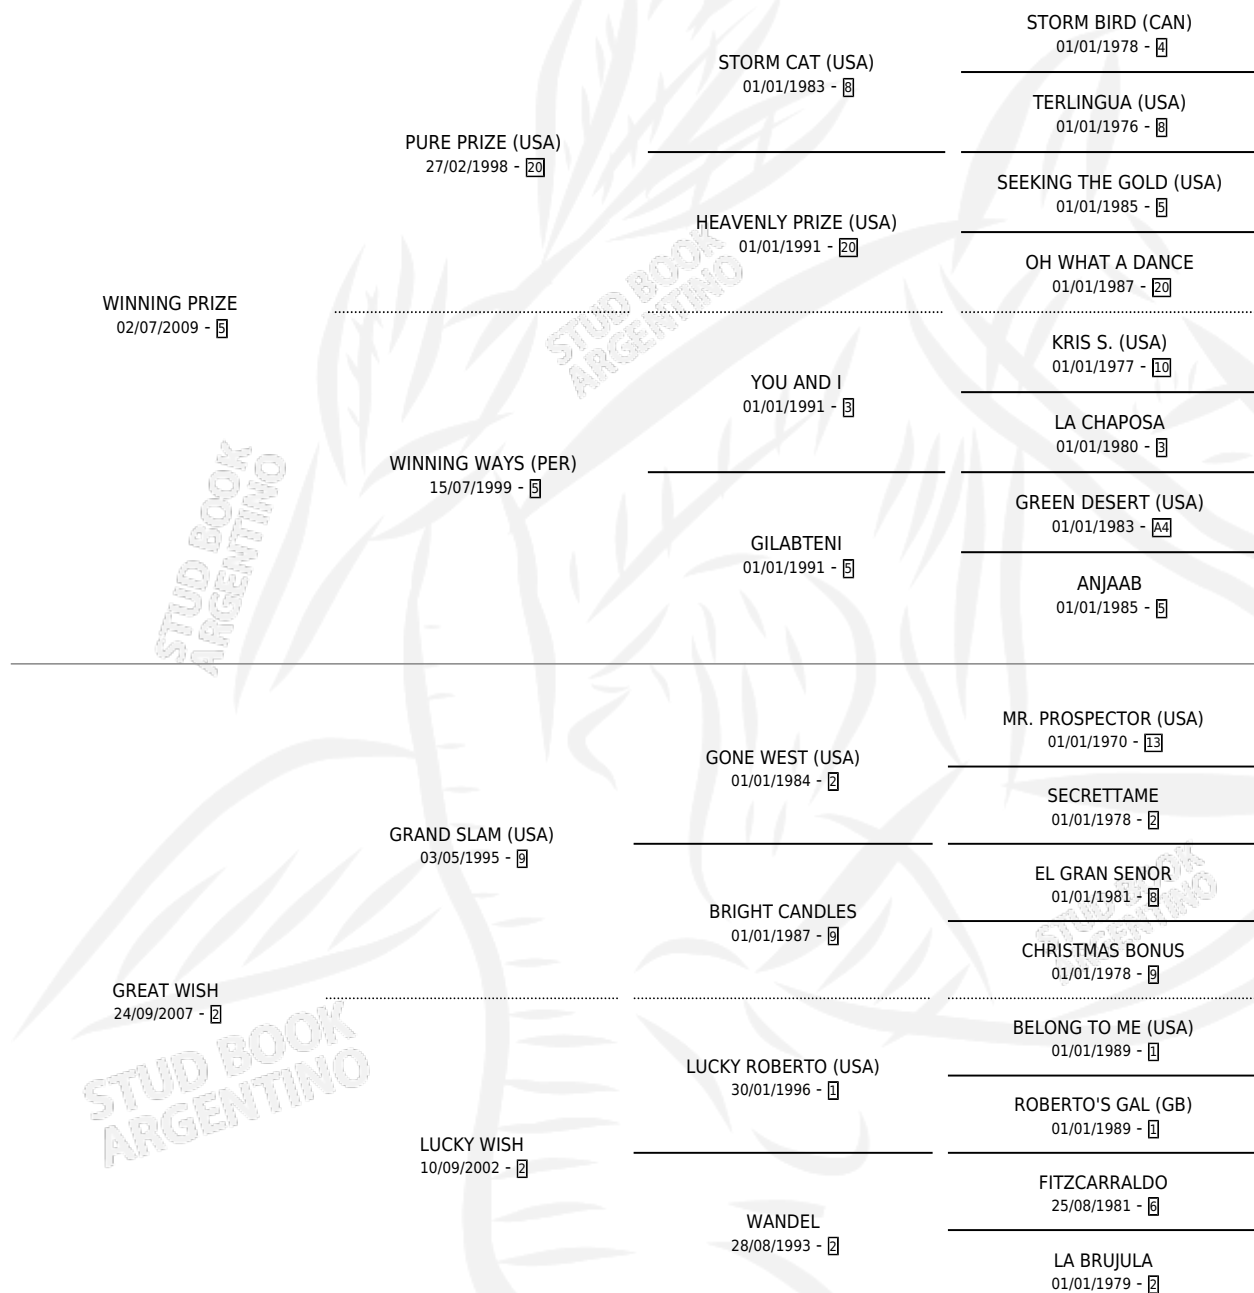 STORM BIRD (CAN)
01/01/1978 - 4
STORM CAT (USA)
01/01/1983 - 8
TERLINGUA (USA)
01/01/1976 - 8
PURE PRIZE (USA)
27/02/1998 - 20
SEEKING THE GOLD (USA)
01/01/1985 - 5
HEAVENLY PRIZE (USA)
01/01/1991 - 20
OH WHAT A DANCE
01/01/1987 - 20
WINNING PRIZE
02/07/2009 - 5
KRIS S. (USA)
01/01/1977 - 10
YOU AND I
01/01/1991 - 3
LA CHAPOSA
01/01/1980 - 3
WINNING WAYS (PER)
15/07/1999 - 5
GREEN DESERT (USA)
01/01/1983 - A4
GILABTENI
01/01/1991 - 5
ANJAAB
01/01/1985 - 5
MR. PROSPECTOR (USA)
01/01/1970 - 13
GONE WEST (USA)
01/01/1984 - 2
SECRETTAME
01/01/1978 - 2
GRAND SLAM (USA)
03/05/1995 - 9
EL GRAN SENOR
01/01/1981 - 8
BRIGHT CANDLES
01/01/1987 - 9
CHRISTMAS BONUS
01/01/1978 - 9
GREAT WISH
24/09/2007 - 2
BELONG TO ME (USA)
01/01/1989 - 1
LUCKY ROBERTO (USA)
30/01/1996 - 1
ROBERTO'S GAL (GB)
01/01/1989 - 1
LUCKY WISH
10/09/2002 - 2
FITZCARRALDO
25/08/1981 - 6
WANDEL
28/08/1993 - 2
LA BRUJULA
01/01/1979 - 2
STUD BOOK
ARGENTINO
STUD BOOK
ARGENTINO
STUD BOOK
ARGENTINO
STUD BOOK
ARGENTINO